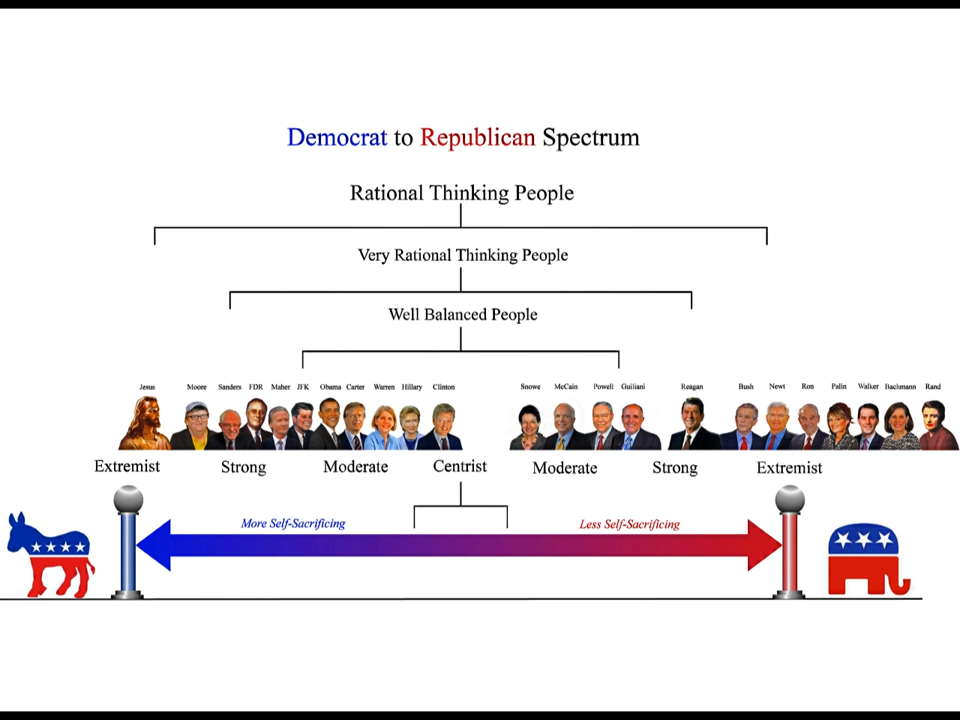 Democrat to Republican Spectrum
Rational Thinking People
Very Rational Thinking People
Well Balanced People
Jesus Moore Sanders FDR Maher JFK Obama Carter Warren Hillary Clinton Snowe McCain Powell Guiliani Reagan Bush Newt Ron Palin Walker Bachmann Rand
Extremist Strong Moderate Centrist Moderate Strong Extremist
More Self-Sacrificing Less Self-Sacrificing